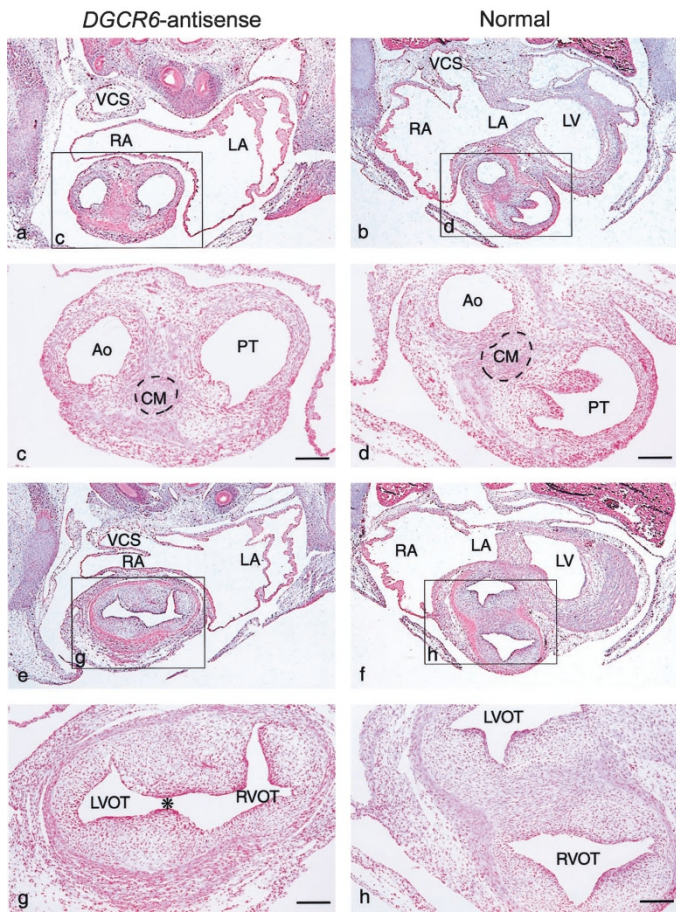 DGCR6-antisense Normal
VCS
RA
LA
c
a
VCS
RA
LA
LV
d
b
Ao
PT
CM
c
Ao
CM
PT
d
VCS
RA
LA
g
e
RA
LA
LV
h
f
LVOT
*
RVOT
g
LVOT
RVOT
h